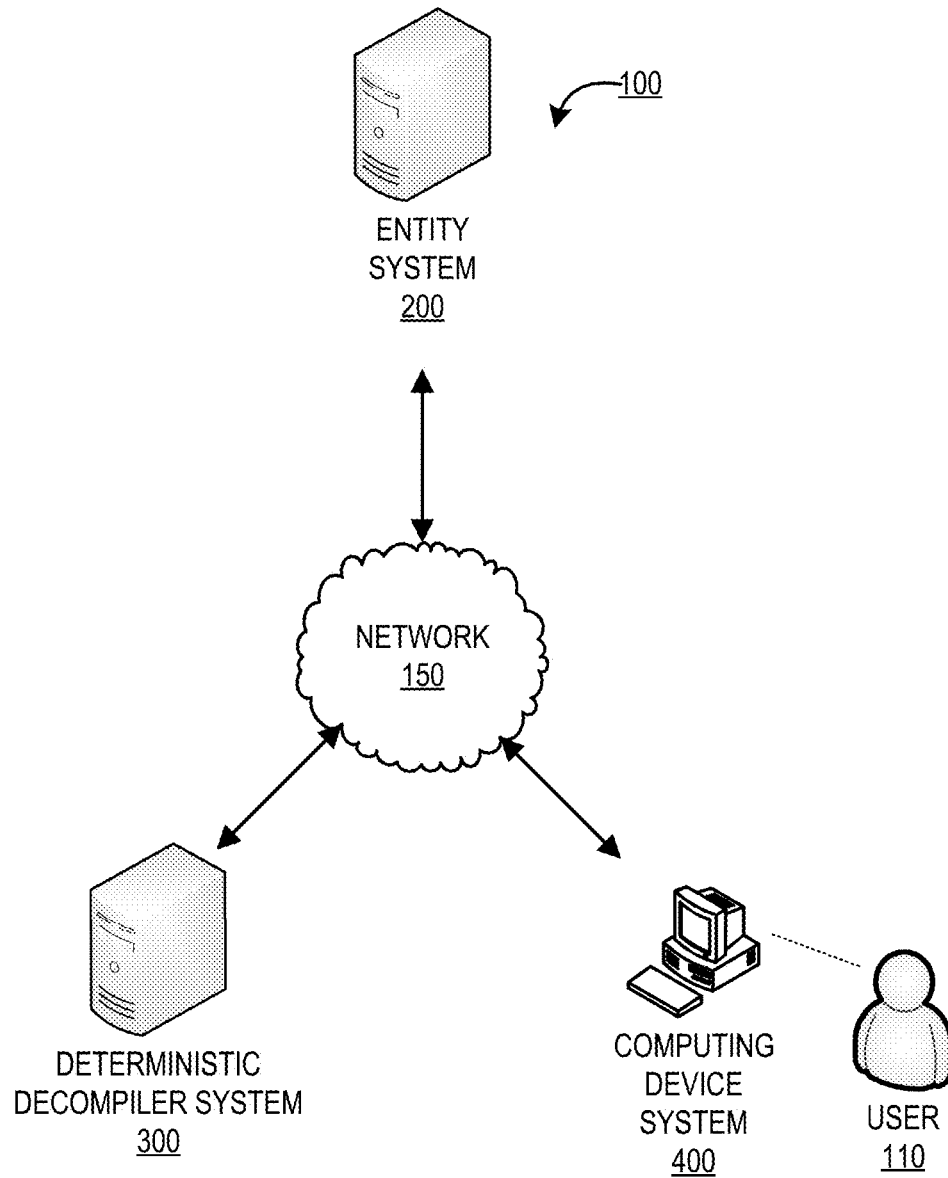 100
ENTITY
SYSTEM
200
NETWORK
150
DETERMINISTIC
DECOMPILER SYSTEM
300
COMPUTING
DEVICE
SYSTEM
400
USER
110